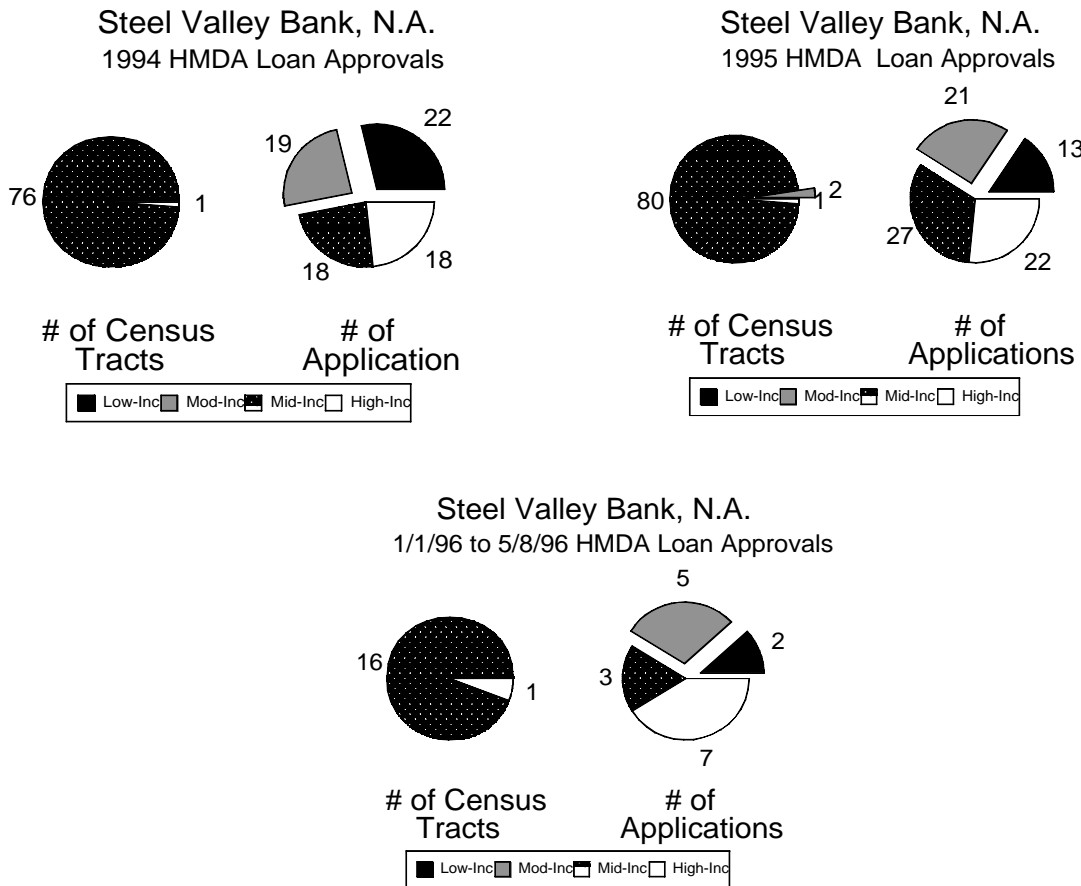 Steel Valley Bank, N.A.
1994 HMDA Loan Approvals
76
1
19
22
18
18
# of Census
Tracts
# of
Application
Low-Inc Mod-Inc Mid-Inc High-Inc
Steel Valley Bank, N.A.
1995 HMDA Loan Approvals
80
2
1
21
13
27
22
# of Census
Tracts
# of
Applications
Low-Inc Mod-Inc Mid-Inc High-Inc
Steel Valley Bank, N.A.
1/1/96 to 5/8/96 HMDA Loan Approvals
16
1
5
2
3
7
# of Census
Tracts
# of
Applications
Low-Inc Mod-Inc Mid-Inc High-Inc